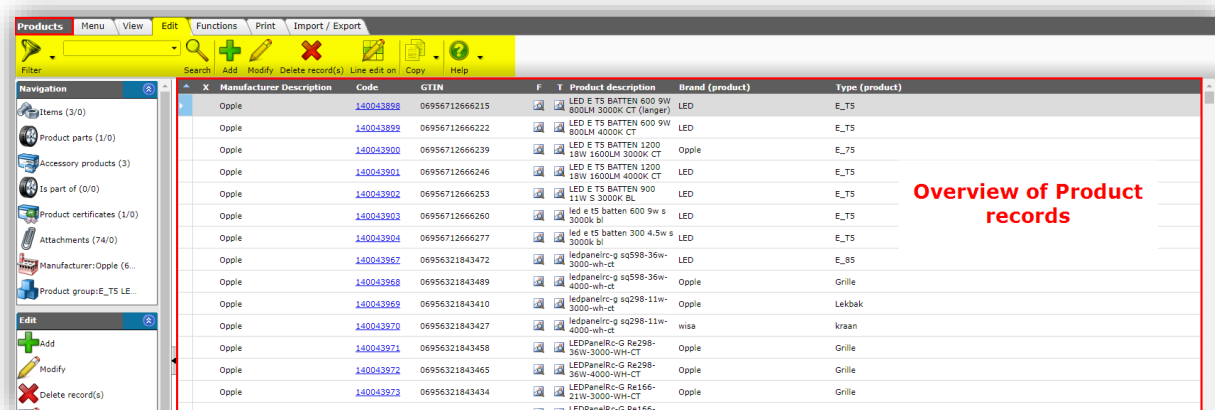 Products Menu View Edit Functions Print Import / Export
Filter Search Add Modify Delete record(s) Line edit on Copy Help
Navigation
Items (3/0)
Product parts (1/0)
Accessory products (3)
Is part of (0/0)
Product certificates (1/0)
Attachments (74/0)
Manufacturer:Opple (6...
Product group:E_T5 LE...
Edit
Add
Modify
Delete record(s)
X Manufacturer Description Code GTIN F T Product description Brand (product) Type (product)
Opple 140043898 06956712666215 LED E T5 BATTEN 600 9W LED E_T5
800LM 3000K CT (langer)
Opple 140043899 06956712666222 LED E T5 BATTEN 600 9W LED E_T5
800LM 4000K CT
Opple 140043900 06956712666239 LED E T5 BATTEN 1200 Opple E_75
18W 1600LM 3000K CT
Opple 140043901 06956712666246 LED E T5 BATTEN 1200 LED E_T5
18W 1600LM 4000K CT
Opple 140043902 06956712666253 LED E T5 BATTEN 900 LED E_T5
11W S 3000K BL
Opple 140043903 06956712666260 led e t5 batten 600 9w s LED E_T5
3000k bl
Opple 140043904 06956712666277 led e t5 batten 300 4.5w s LED E_T5
3000k bl
Opple 140043967 06956321843472 ledpanelrc-g sq598-36w- LED E_85
3000-wh-ct
Opple 140043968 06956321843489 ledpanelrc-g sq598-36w- Opple Grille
4000-wh-ct
Opple 140043969 06956321843410 ledpanelrc-g sq298-11w- Opple Lekbak
3000-wh-ct
Opple 140043970 06956321843427 ledpanelrc-g sq298-11w- wisa kraan
4000-wh-ct
Opple 140043971 06956321843458 LEDPanelRc-G Re298- Opple Grille
36W-3000-WH-CT
Opple 140043972 06956321843465 LEDPanelRc-G Re298- Opple Grille
36W-4000-WH-CT
Opple 140043973 06956321843434 LEDPanelRc-G Re166- Opple Grille
21W-3000-WH-CT
LEDPanelRc-G Re166-
Overview of Product
records